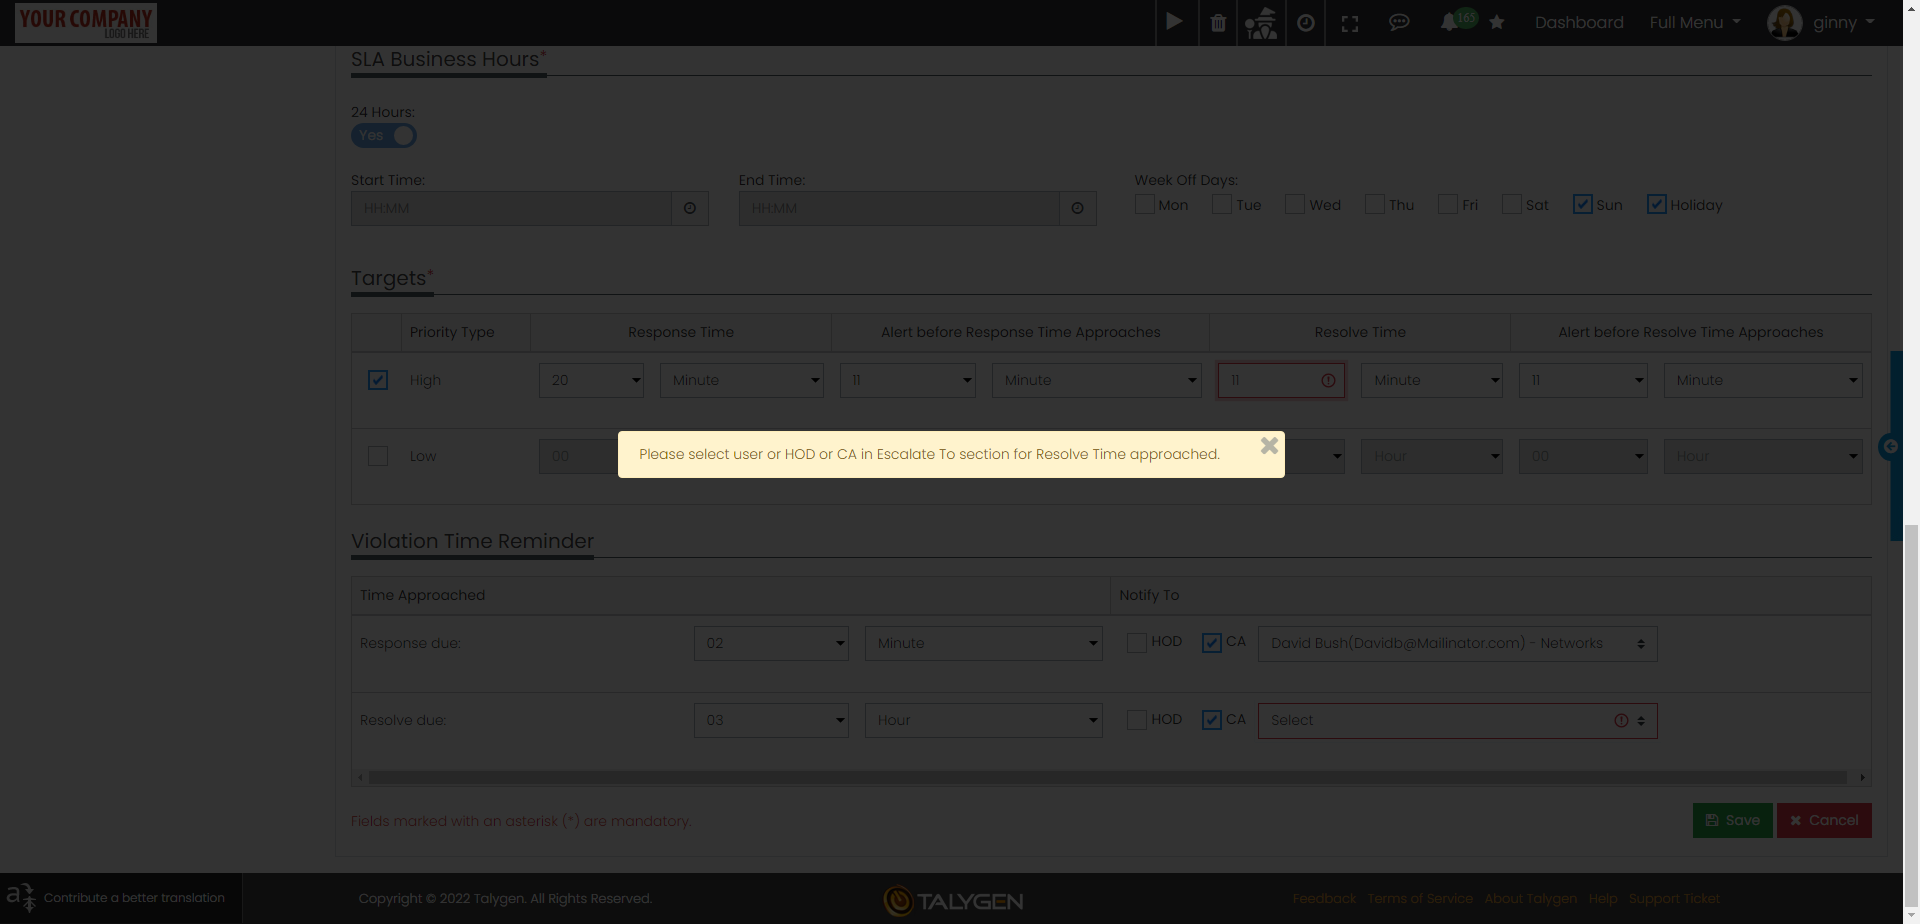 YOUR COMPANY
LOGO HERE
165
Dashboard
Full Menu
ginny
SLA Business Hours*
24 Hours:
Yes
Start Time:
End Time:
Week Off Days:
HH:MM
HH:MM
Mon
Tue
Wed
Thu
Fri
Sat
Sun
Holiday
Targets*
Priority Type
Response Time
Alert before Response Time Approaches
Resolve Time
Alert before Resolve Time Approaches
High
20
Minute
11
Minute
11
Minute
11
Minute
Low
00
Hour
00
Hour
Please select user or HOD or CA in Escalate To section for Resolve Time approached.
Violation Time Reminder
Time Approached
Notify To
Response due:
02
Minute
HOD
CA
David Bush(Davidb@Mailinator.com) - Networks
Resolve due:
03
Hour
HOD
CA
Select
Fields marked with an asterisk (*) are mandatory.
Save
Cancel
Contribute a better translation
Copyright © 2022 Talygen. All Rights Reserved.
TALYGEN
Feedback
Terms of Service
About Talygen
Help
Support Ticket